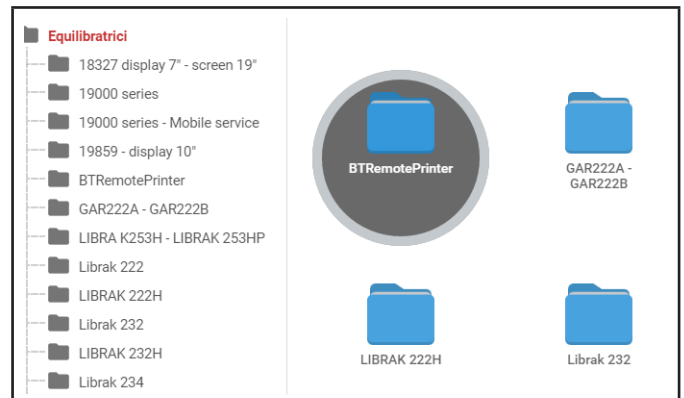 Equilibratrici
18327 display 7" - screen 19"
19000 series
19000 series - Mobile service
19859 - display 10"
BTRemotePrinter
GAR222A - GAR222B
LIBRA K253H - LIBRAK 253HP
Librak 222
LIBRAK 222H
Librak 232
LIBRAK 232H
Librak 234
BTRemotePrinter
GAR222A -
GAR222B
LIBRAK 222H
Librak 232